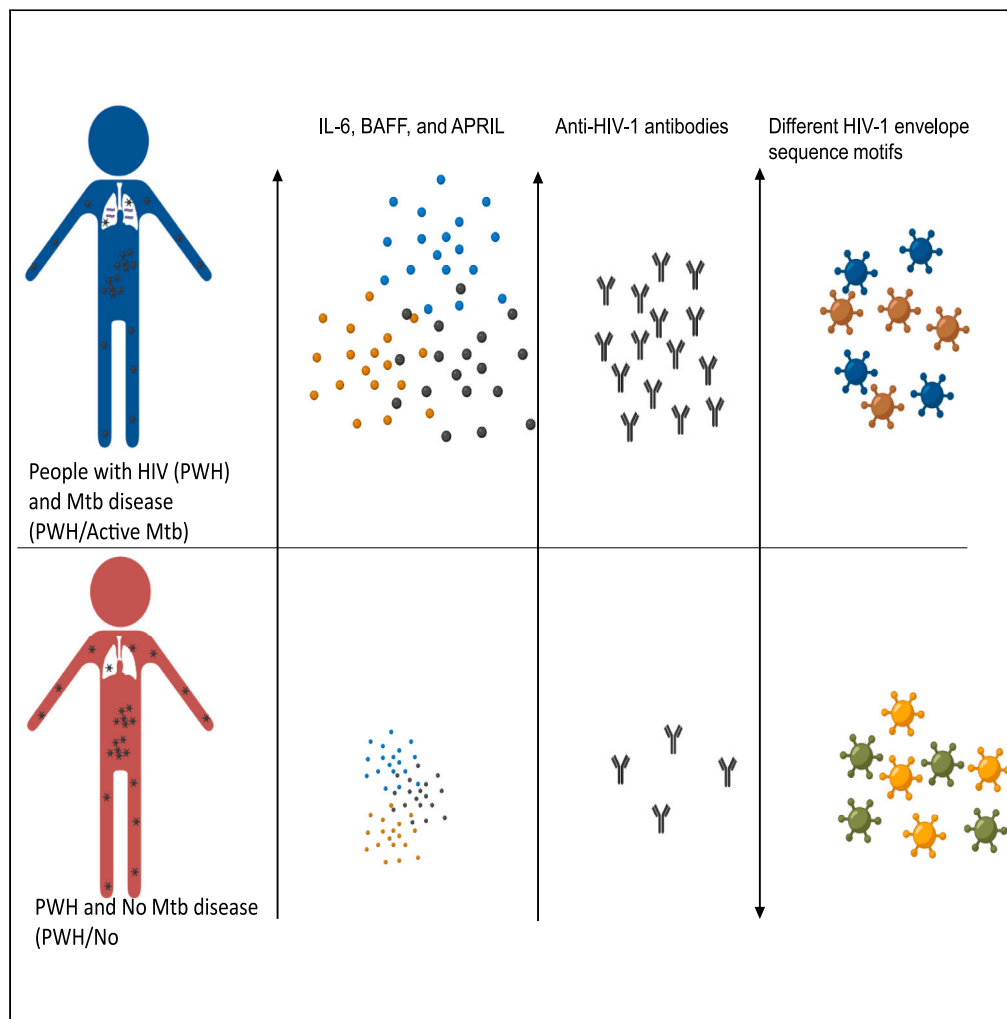 IL-6, BAFF, and APRIL
Anti-HIV-1 antibodies
Different HIV-1 envelope
sequence motifs
People with HIV (PWH)
and Mtb disease
(PWH/Active Mtb)
PWH and No Mtb disease
(PWH/No